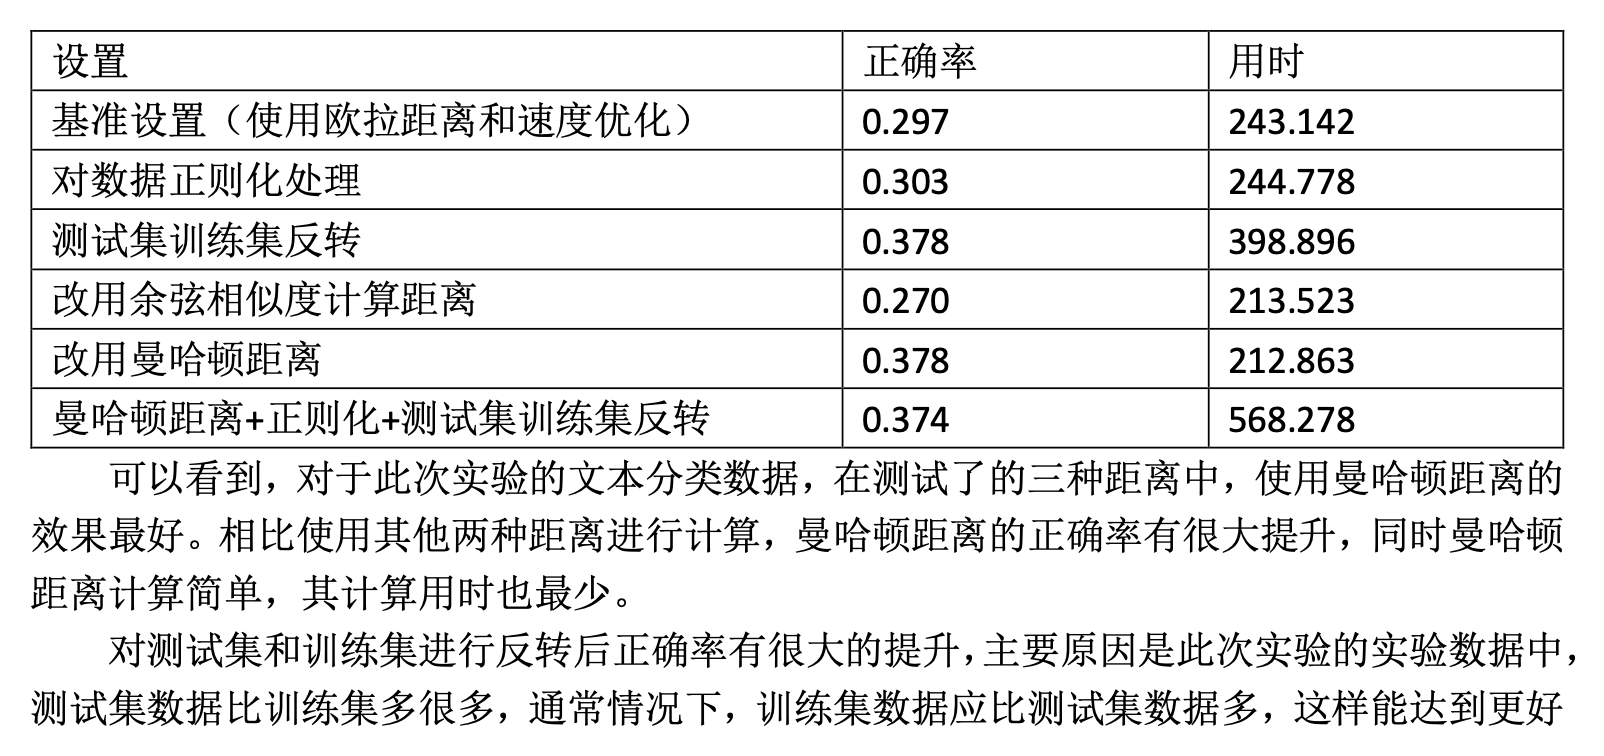 设置 正确率 用时
基准设置（使用欧拉距离和速度优化） 0.297 243.142
对数据正则化处理 0.303 244.778
测试集训练集反转 0.378 398.896
改用余弦相似度计算距离 0.270 213.523
改用曼哈顿距离 0.378 212.863
曼哈顿距离+正则化+测试集训练集反转 0.374 568.278
可以看到，对于此次实验的文本分类数据，在测试了的三种距离中，使用曼哈顿距离的
效果最好。相比使用其他两种距离进行计算，曼哈顿距离的正确率有很大提升，同时曼哈顿
距离计算简单，其计算用时也最少。
对测试集和训练集进行反转后正确率有很大的提升，主要原因是此次实验的实验数据中，
测试集数据比训练集多很多，通常情况下，训练集数据应比测试集数据多，这样能达到更好